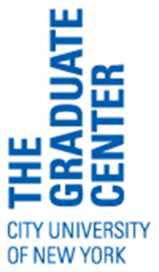 THE
GRADUATE
CENTER
CITY UNIVERSITY
OF NEW YORK